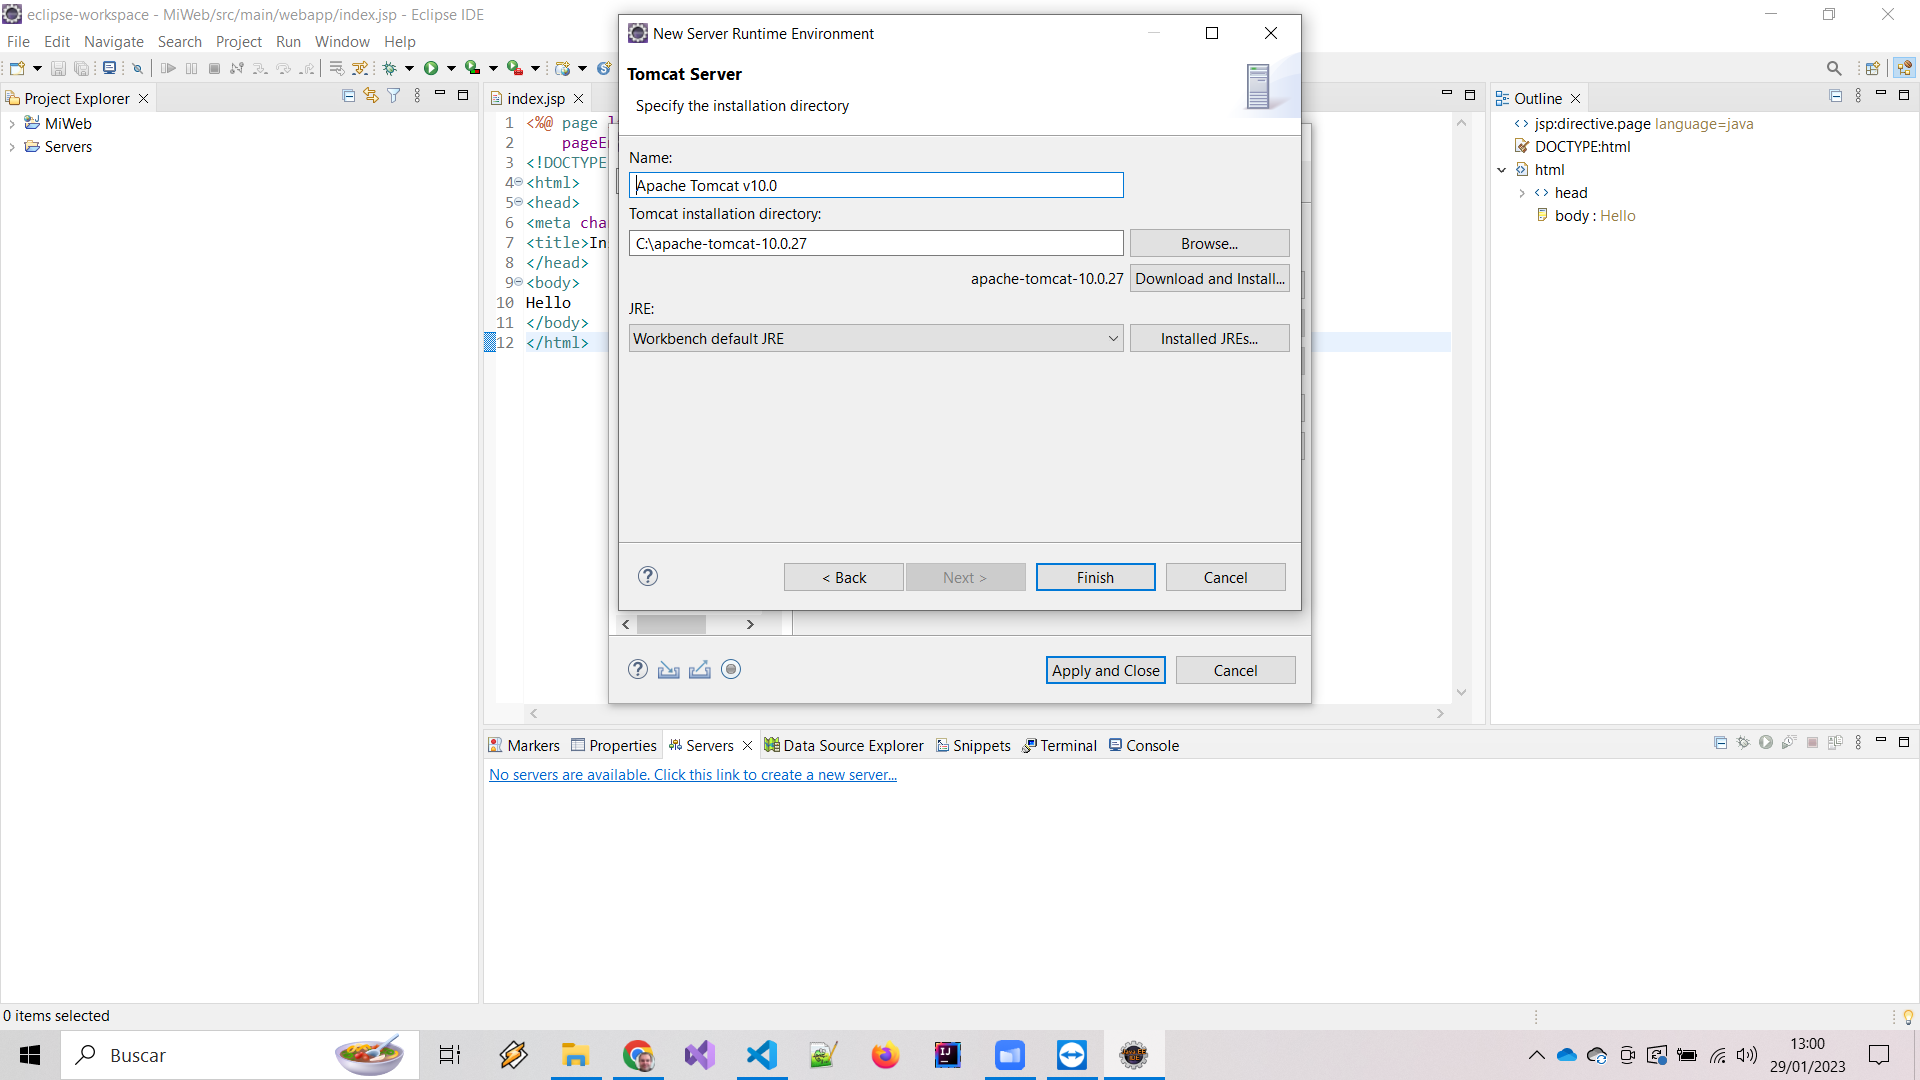 eclipse-workspace - MiWeb/src/main/webapp/index.jsp - Eclipse IDE
File Edit Navigate Search Project Run Window Help
Project Explorer
MiWeb
Servers
index.jsp
1 <%@ page l
2 pageE
3 <!DOCTYPE
4 <html>
5 <head>
6 <meta cha
7 <title>In
8 </head>
9 <body>
10 Hello
11 </body>
12 </html>
New Server Runtime Environment
Tomcat Server
Specify the installation directory
Name:
Apache Tomcat v10.0
Tomcat installation directory:
C:\apache-tomcat-10.0.27
Browse...
apache-tomcat-10.0.27
Download and Install...
JRE:
Workbench default JRE
Installed JREs...
< Back
Next >
Finish
Cancel
Apply and Close
Cancel
Outline
jsp:directive.page language=java
DOCTYPE:html
html
head
body : Hello
Markers Properties Servers Data Source Explorer Snippets Terminal Console
No servers are available. Click this link to create a new server...
0 items selected
Buscar
13:00
29/01/2023